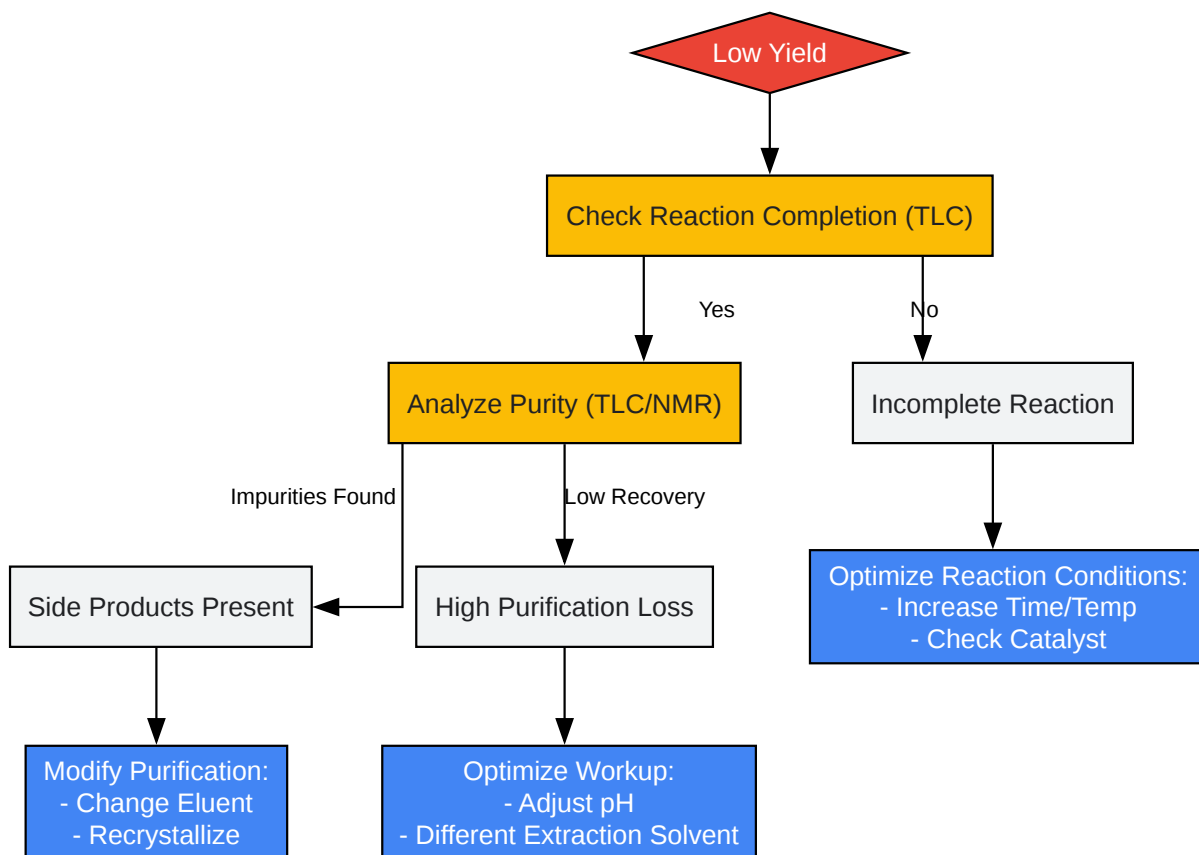 Low Yield
Check Reaction Completion (TLC)
Yes
No
Analyze Purity (TLC/NMR)
Incomplete Reaction
Impurities Found
Low Recovery
Side Products Present
High Purification Loss
Optimize Reaction Conditions:
- Increase Time/Temp
- Check Catalyst
Modify Purification:
- Change Eluent
- Recrystallize
Optimize Workup:
- Adjust pH
- Different Extraction Solvent